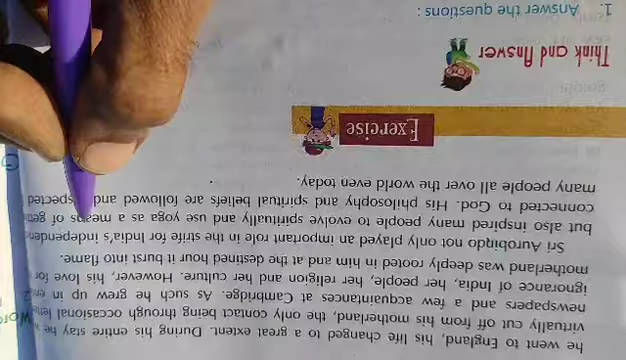 he went to England, his life changed to a great extent. During his entire stay he
virtually cut off from his motherland, the only contact being through occasional
newspapers and a few acquaintances at Cambridge. As such he grew up in
ignorance of India, her people, her religion and her culture. However, his love for
motherland was deeply rooted in him and at the destined hour it burst into flame.
Sri Aurobindo not only played an important role in the strife for India's
but also inspired many people to evolve spiritually and use yoga as a means of
connected to God. His philosophy and spiritual beliefs are followed and
many people all over the world even today.
Exercise
Think and Answer
1. Answer the questions :